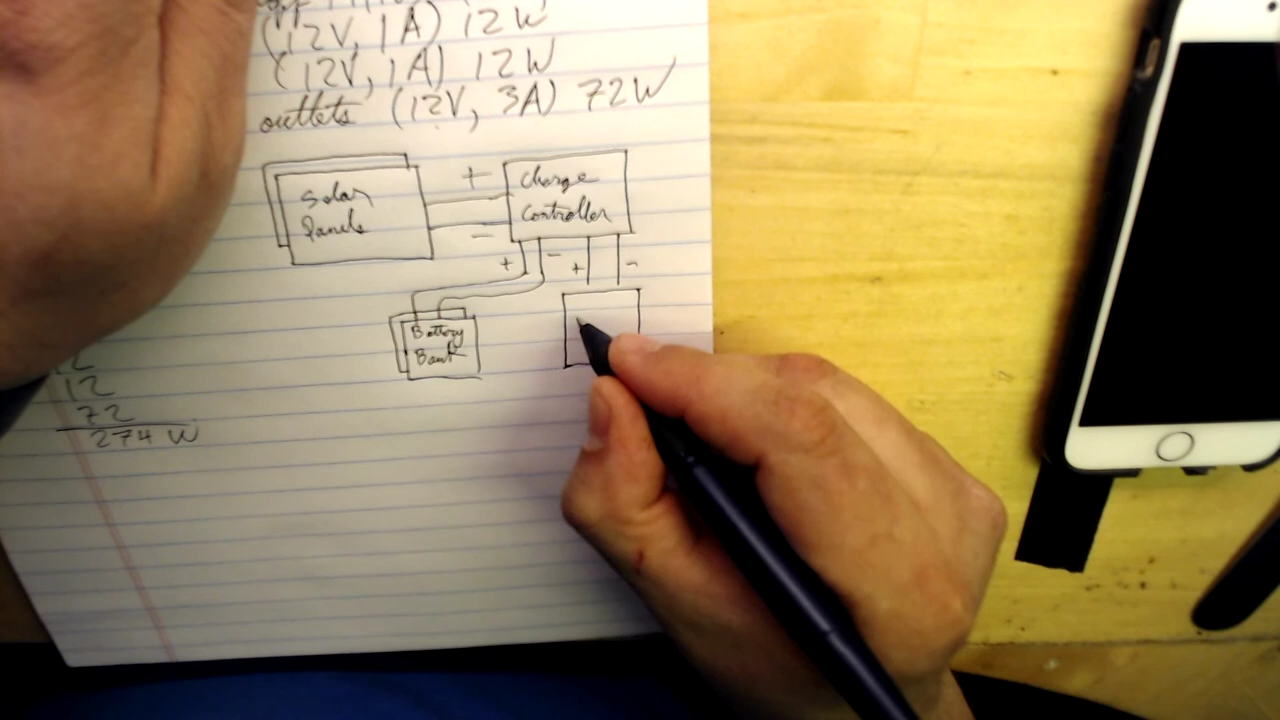 (12V, 1A) 12W
(12V, 1A) 12W
outlets (12V, 3A) 72W
Solar
Panels
+
-
Charge
Controller
+
-
+
-
Battery
Bank
12
72
274 W